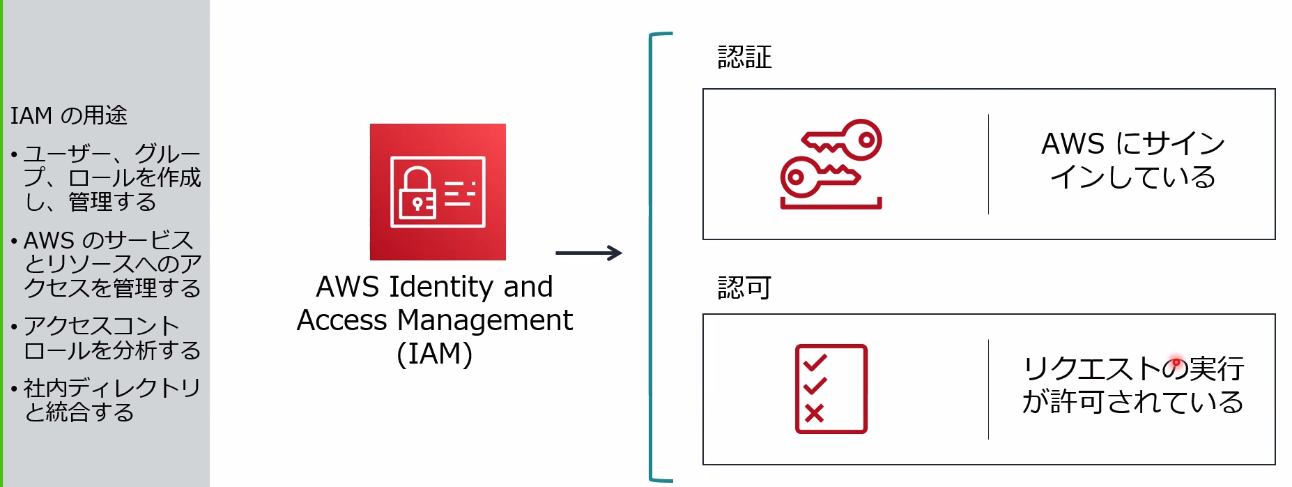 IAM の用途
• ユーザー、グルー
プ、ロールを作成
し、管理する
• AWS のサービス
とリソースへのア
クセスを管理する
• アクセスコント
ロールを分析する
• 社内ディレクトリ
と統合する
AWS Identity and
Access Management
(IAM)
認証
AWS にサイン
インしている
認可
リクエストの実行
が許可されている